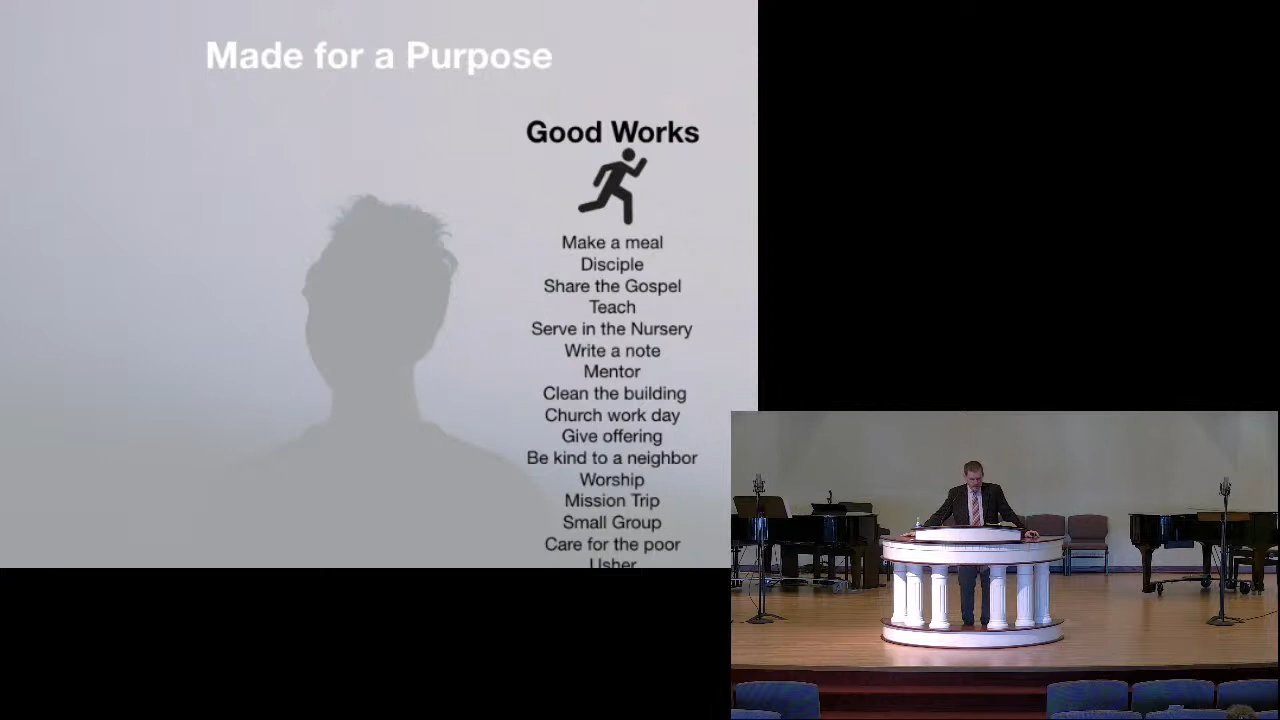 Made for a Purpose
Good Works
Make a meal
Disciple
Share the Gospel
Teach
Serve in the Nursery
Write a note
Mentor
Clean the building
Church work day
Give offering
Be kind to a neighbor
Worship
Mission Trip
Small Group
Care for the poor
Usher